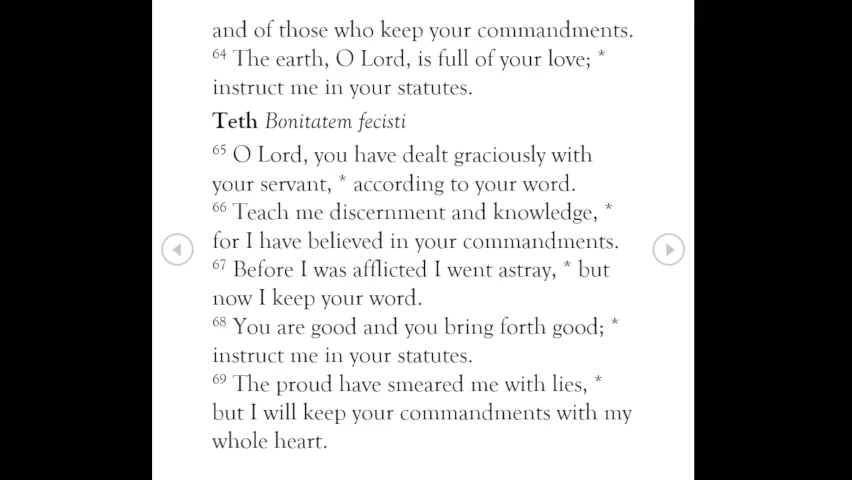 and of those who keep your commandments.
64 The earth, O Lord, is full of your love; *
instruct me in your statutes.
Teth Bonitatem fecisti
65 O Lord, you have dealt graciously with
your servant, * according to your word.
66 Teach me discernment and knowledge, *
for I have believed in your commandments.
67 Before I was afflicted I went astray, * but
now I keep your word.
68 You are good and you bring forth good; *
instruct me in your statutes.
69 The proud have smeared me with lies, *
but I will keep your commandments with my
whole heart.